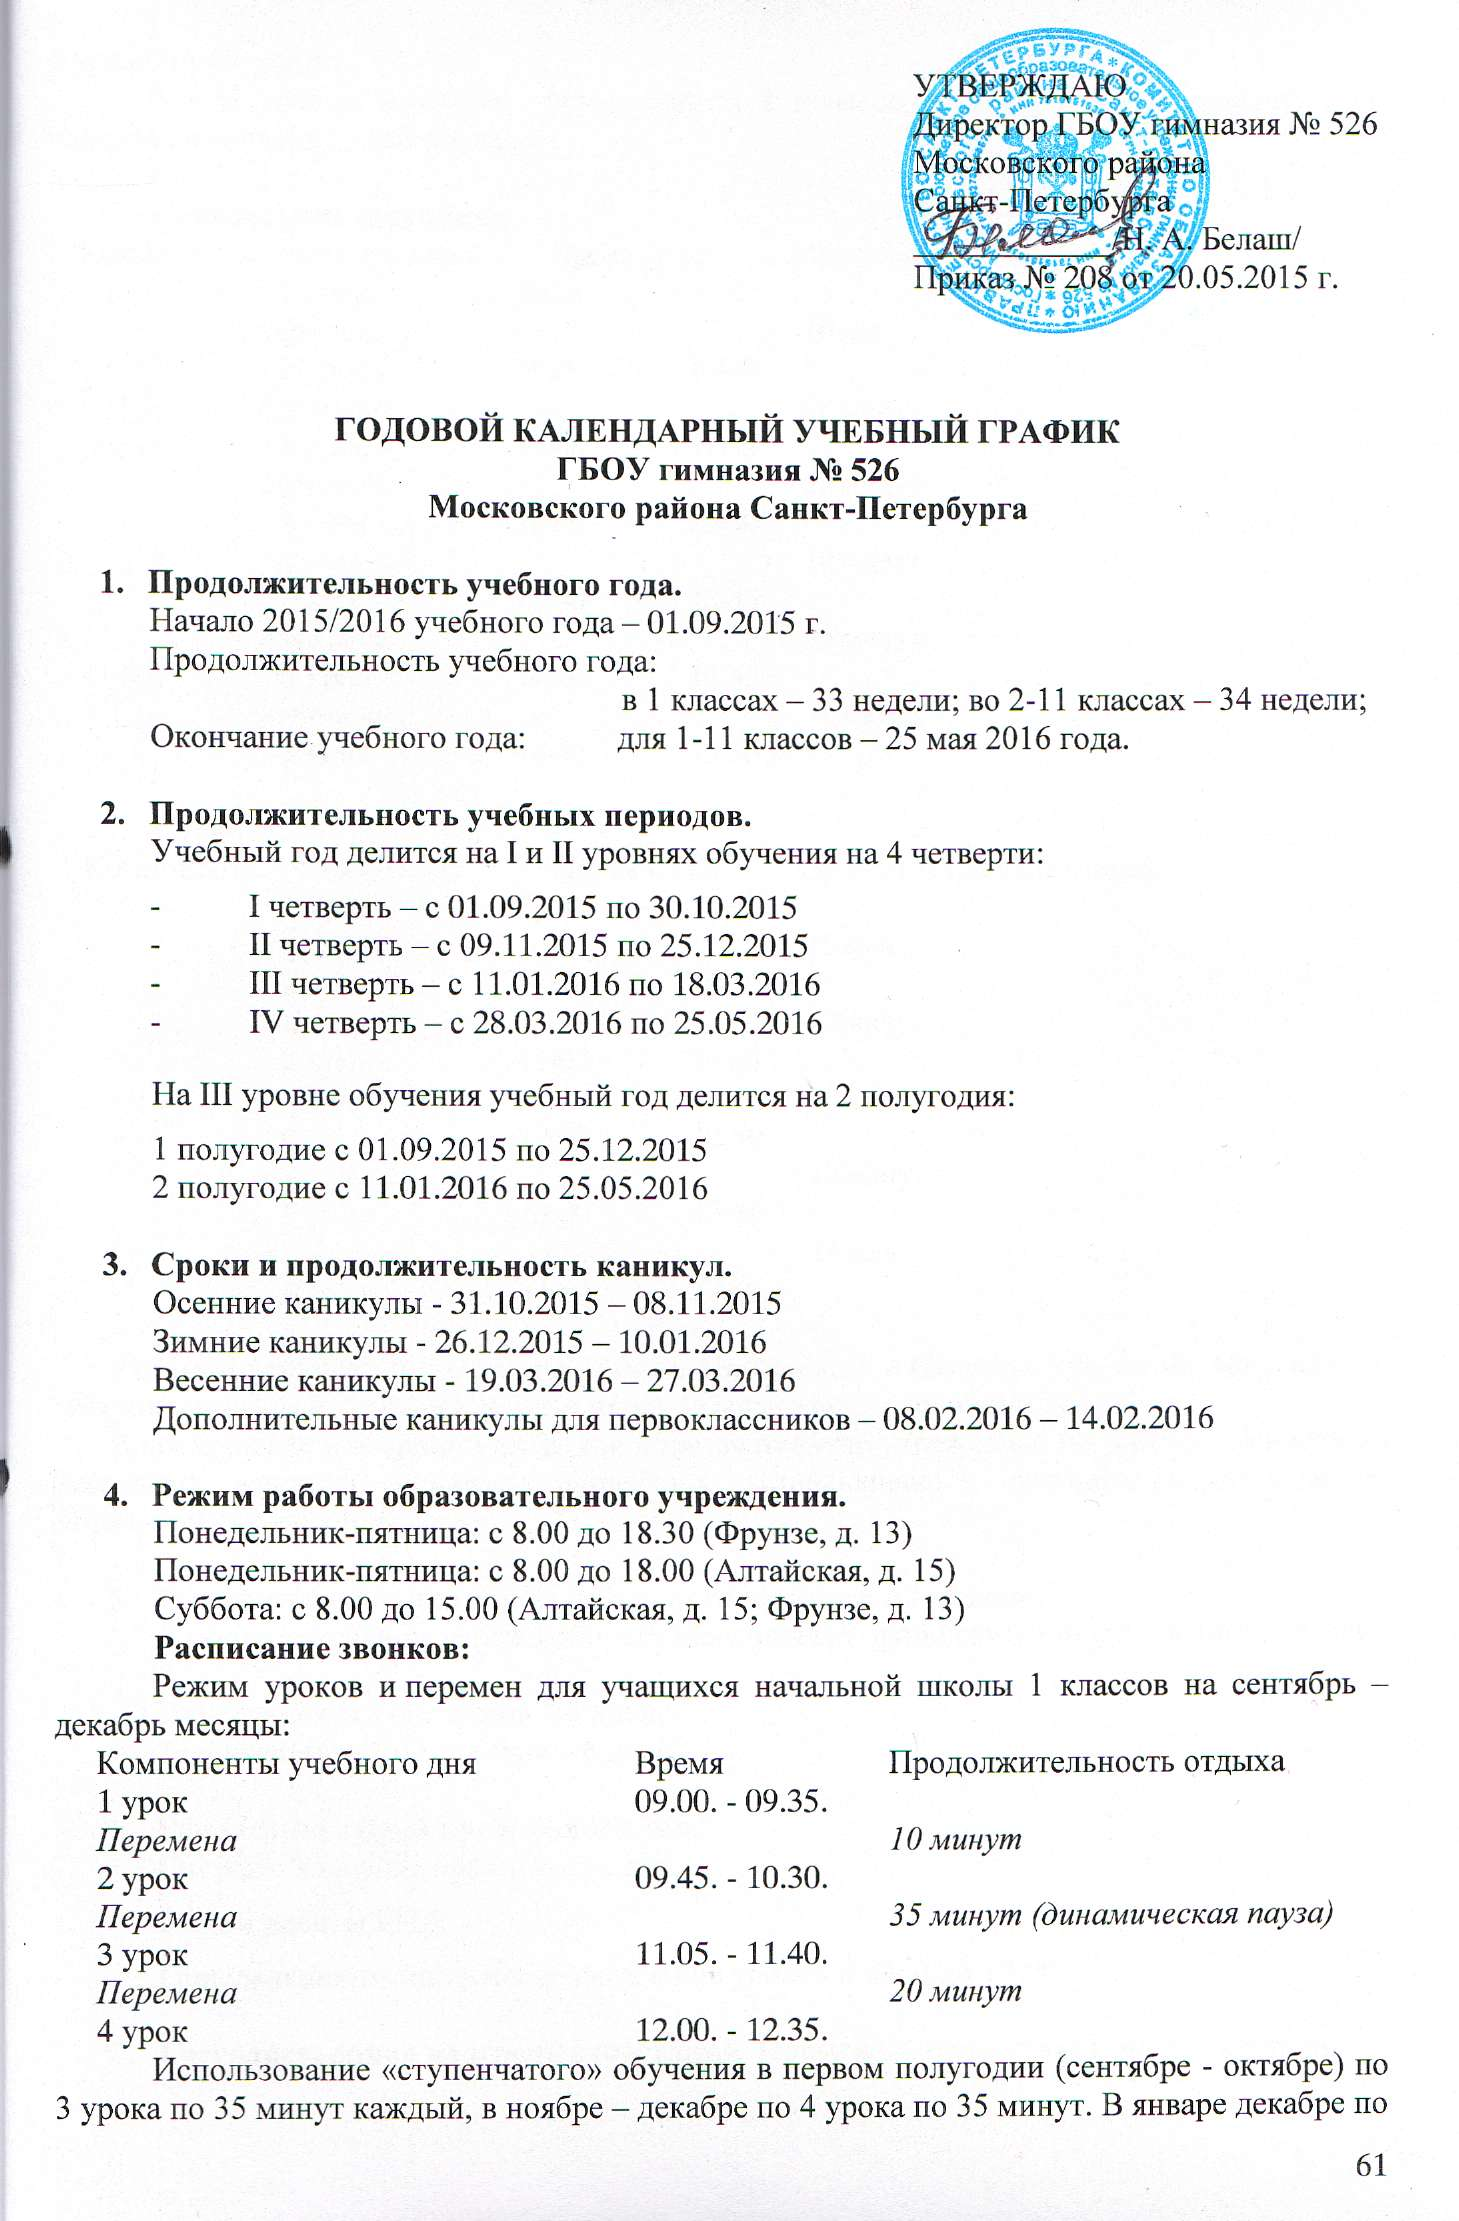 УТВЕРЖДАЮ
Директор ГБОУ гимназия № 526
Московского района
Санкт-Петербурга
/Н. А. Белаш/
Приказ № 208 от 20.05.2015 г.
ГОДОВОЙ КАЛЕНДАРНЫЙ УЧЕБНЫЙ ГРАФИК
ГБОУ гимназия № 526
Московского района Санкт-Петербурга
1. Продолжительность учебного года.
Начало 2015/2016 учебного года – 01.09.2015 г.
Продолжительность учебного года:
в 1 классах – 33 недели; во 2-11 классах – 34 недели;
Окончание учебного года: для 1-11 классов – 25 мая 2016 года.
2. Продолжительность учебных периодов.
Учебный год делится на I и II уровнях обучения на 4 четверти:
- I четверть – с 01.09.2015 по 30.10.2015
- II четверть – с 09.11.2015 по 25.12.2015
- III четверть – с 11.01.2016 по 18.03.2016
- IV четверть – с 28.03.2016 по 25.05.2016
На III уровне обучения учебный год делится на 2 полугодия:
1 полугодие с 01.09.2015 по 25.12.2015
2 полугодие с 11.01.2016 по 25.05.2016
3. Сроки и продолжительность каникул.
Осенние каникулы - 31.10.2015 – 08.11.2015
Зимние каникулы - 26.12.2015 – 10.01.2016
Весенние каникулы - 19.03.2016 – 27.03.2016
Дополнительные каникулы для первоклассников – 08.02.2016 – 14.02.2016
4. Режим работы образовательного учреждения.
Понедельник-пятница: с 8.00 до 18.30 (Фрунзе, д. 13)
Понедельник-пятница: с 8.00 до 18.00 (Алтайская, д. 15)
Суббота: с 8.00 до 15.00 (Алтайская, д. 15; Фрунзе, д. 13)
Расписание звонков:
Режим уроков и перемен для учащихся начальной школы 1 классов на сентябрь –
декабрь месяцы:
Компоненты учебного дня Время Продолжительность отдыха
1 урок 09.00. - 09.35.
Перемена 10 минут
2 урок 09.45. - 10.30.
Перемена 35 минут (динамическая пауза)
3 урок 11.05. - 11.40.
Перемена 20 минут
4 урок 12.00. - 12.35.
Использование «ступенчатого» обучения в первом полугодии (сентябре - октябре) по
3 урока по 35 минут каждый, в ноябре – декабре по 4 урока по 35 минут. В январе декабре по
61